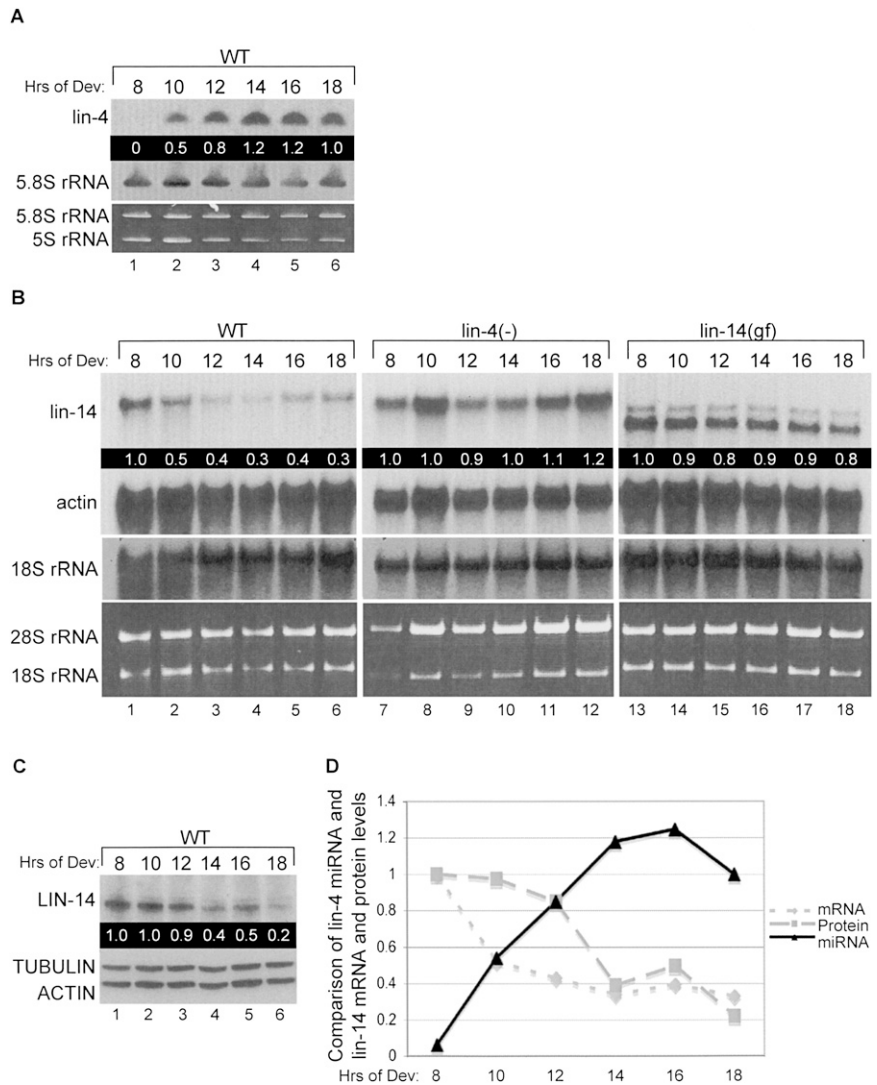 A
WT
Hrs of Dev: 8 10 12 14 16 18
lin-4
0 0.5 0.8 1.2 1.2 1.0
5.8S rRNA
5.8S rRNA
5S rRNA
1 2 3 4 5 6
B
WT lin-4(-) lin-14(gf)
Hrs of Dev: 8 10 12 14 16 18 8 10 12 14 16 18 8 10 12 14 16 18
lin-14
1.0 0.5 0.4 0.3 0.4 0.3 1.0 1.0 0.9 1.0 1.1 1.2 1.0 0.9 0.8 0.9 0.9 0.8
actin
18S rRNA
28S rRNA
18S rRNA
1 2 3 4 5 6 7 8 9 10 11 12 13 14 15 16 17 18
C
WT
Hrs of Dev: 8 10 12 14 16 18
LIN-14
1.0 1.0 0.9 0.4 0.5 0.2
TUBULIN
ACTIN
1 2 3 4 5 6
D
Comparison of lin-4 miRNA and
lin-14 mRNA and protein levels
1.4
1.2
1
0.8
0.6
0.4
0.2
0
Hrs of Dev: 8 10 12 14 16 18
mRNA
Protein
miRNA